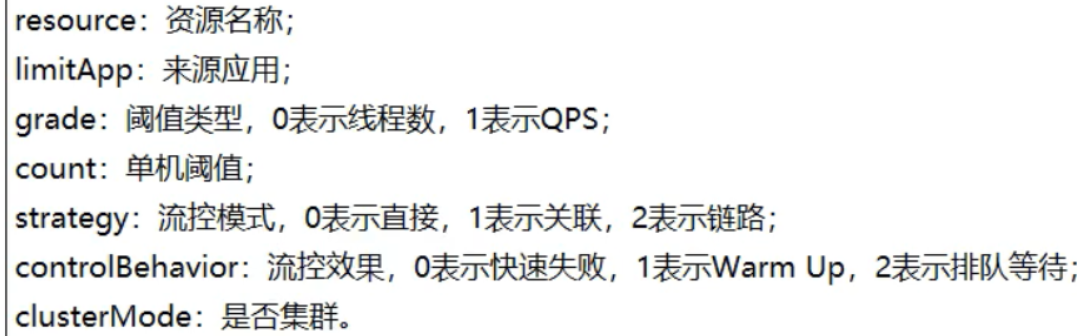 resource：资源名称；
limitApp：来源应用；
grade：阈值类型，0表示线程数，1表示QPS；
count：单机阈值；
strategy：流控模式，0表示直接，1表示关联，2表示链路；
controlBehavior：流控效果，0表示快速失败，1表示Warm Up，2表示排队等待；
clusterMode：是否集群。